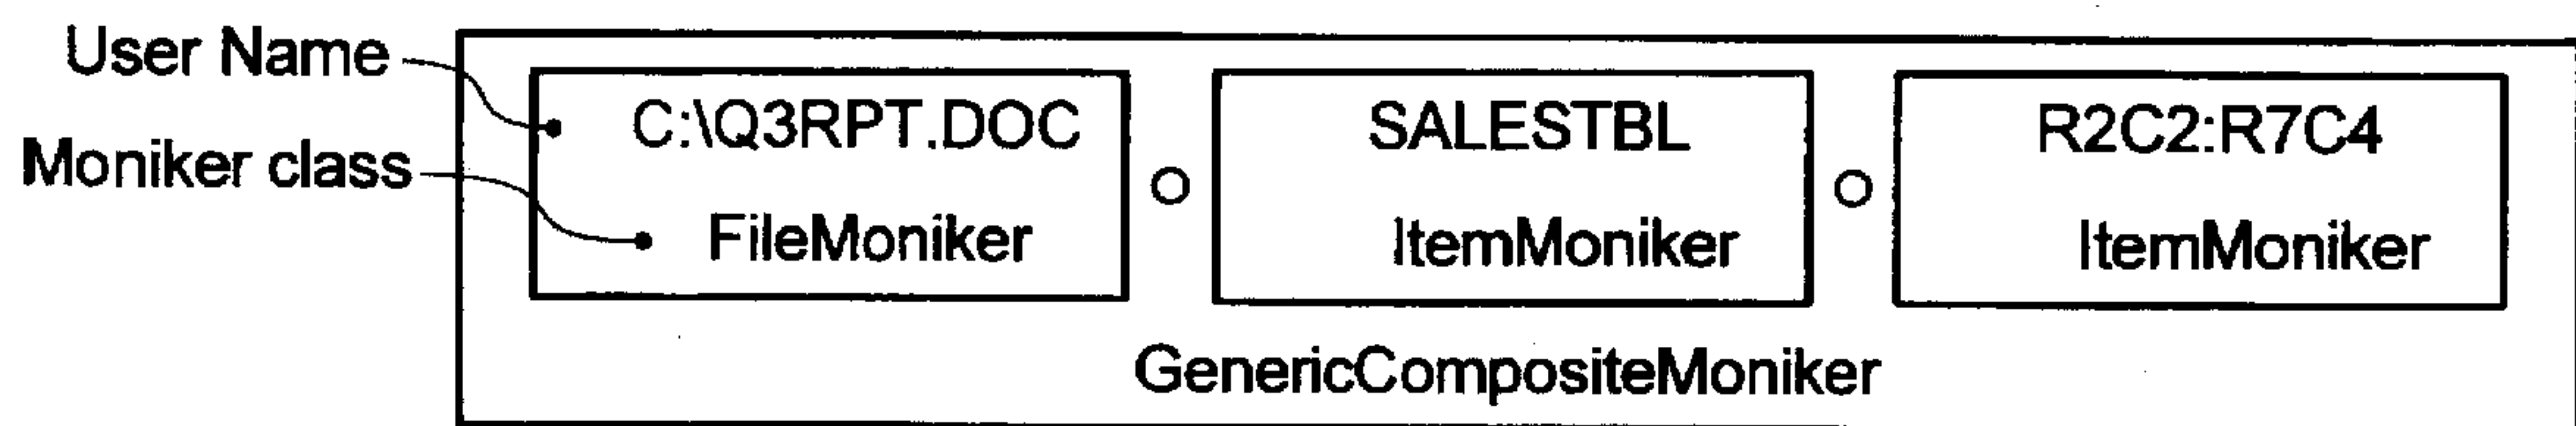 User Name
Moniker class
C:\Q3RPT.DOC
FileMoniker
SALESTBL
ItemMoniker
R2C2:R7C4
ItemMoniker
GenericCompositeMoniker